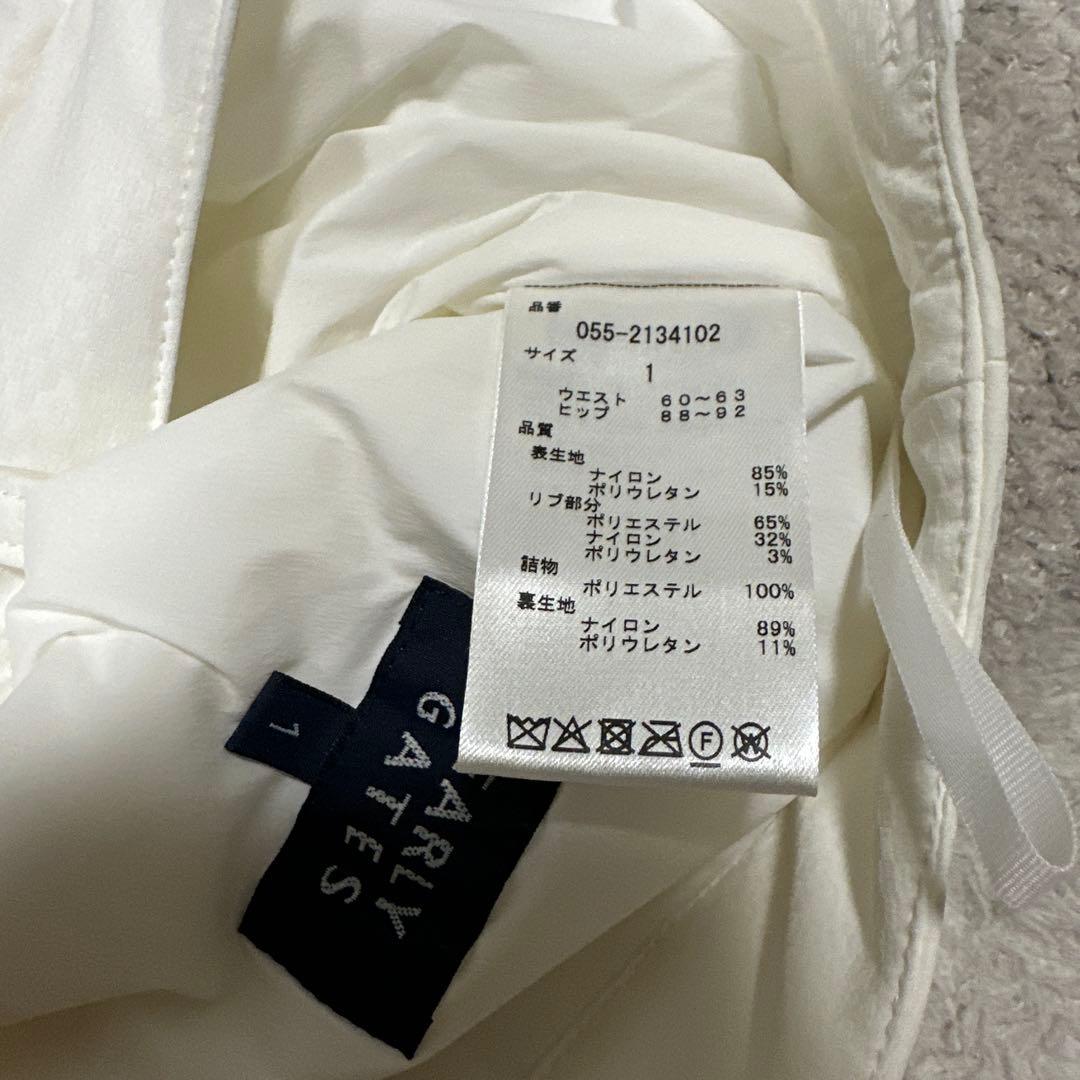 品番
055-2134102
サイズ
1
ウエスト 60～63
ヒップ 88～92
品質
表生地
ナイロン 85%
ポリウレタン 15%
リブ部分
ポリエステル 65%
ナイロン 32%
ポリウレタン 3%
詰物
ポリエステル 100%
裏生地
ナイロン 89%
ポリウレタン 11%
F
W
1
EARLY
GATES